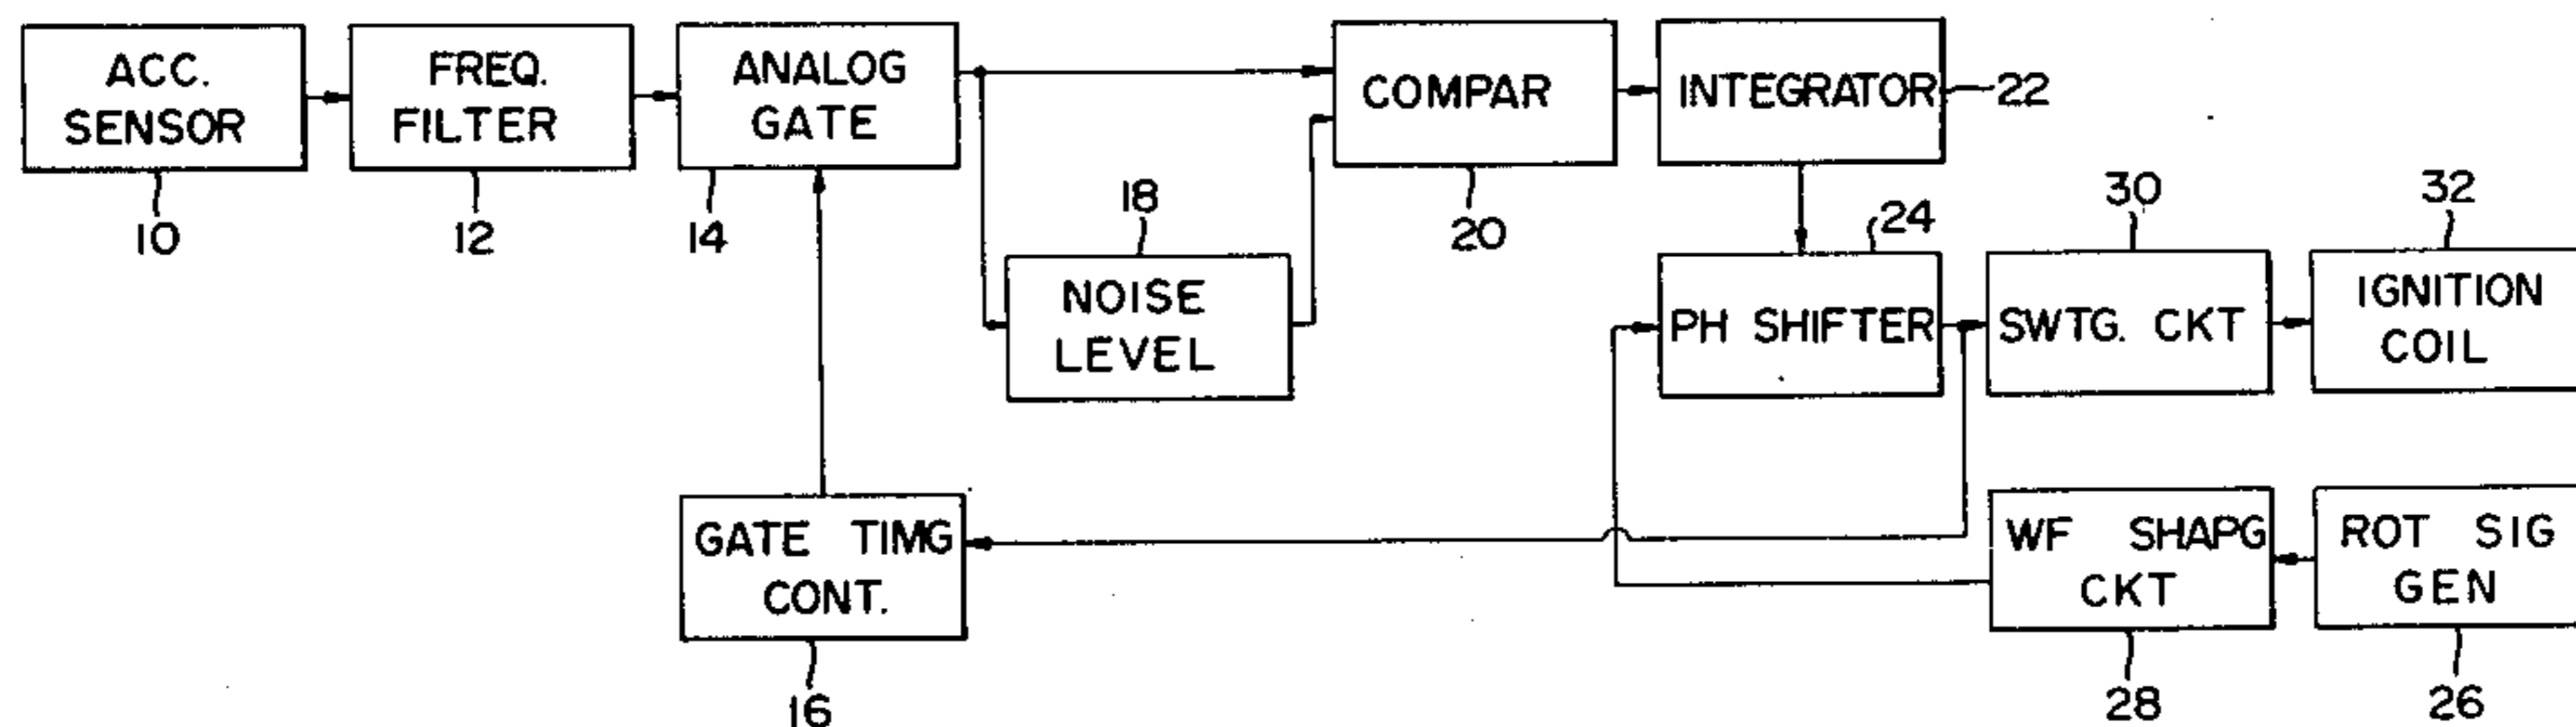 ACC.
SENSOR
FREQ.
FILTER
ANALOG
GATE
COMPAR
INTEGRATOR
22
10
12
14
18
20
24
30
32
NOISE
LEVEL
PH SHIFTER
SWTG. CKT
IGNITION
COIL
GATE TIMG
CONT.
WF SHAPG
CKT
ROT SIG
GEN
16
28
26